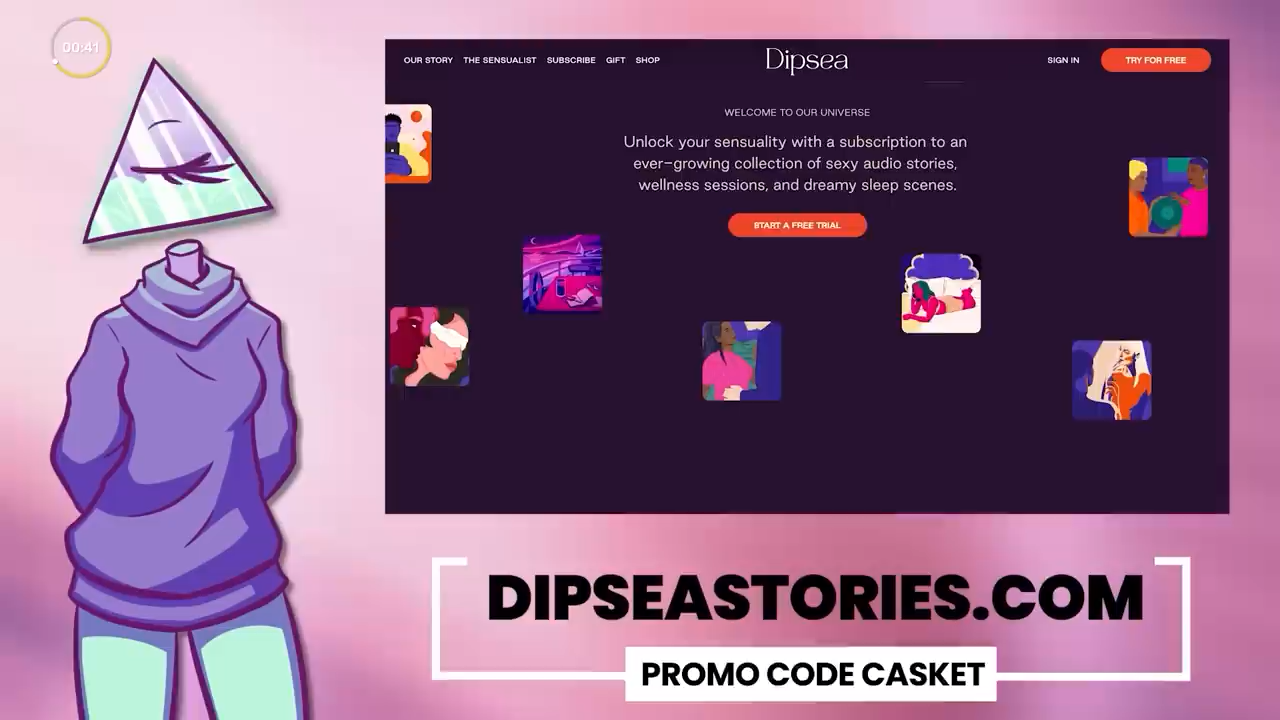 00:41
OUR STORY THE SENSUALIST SUBSCRIBE GIFT SHOP
Dipsea
SIGN IN
TRY FOR FREE
WELCOME TO OUR UNIVERSE
Unlock your sensuality with a subscription to an
ever-growing collection of sexy audio stories,
wellness sessions, and dreamy sleep scenes.
START A FREE TRIAL
DIPSEASTORIES.COM
PROMO CODE CASKET